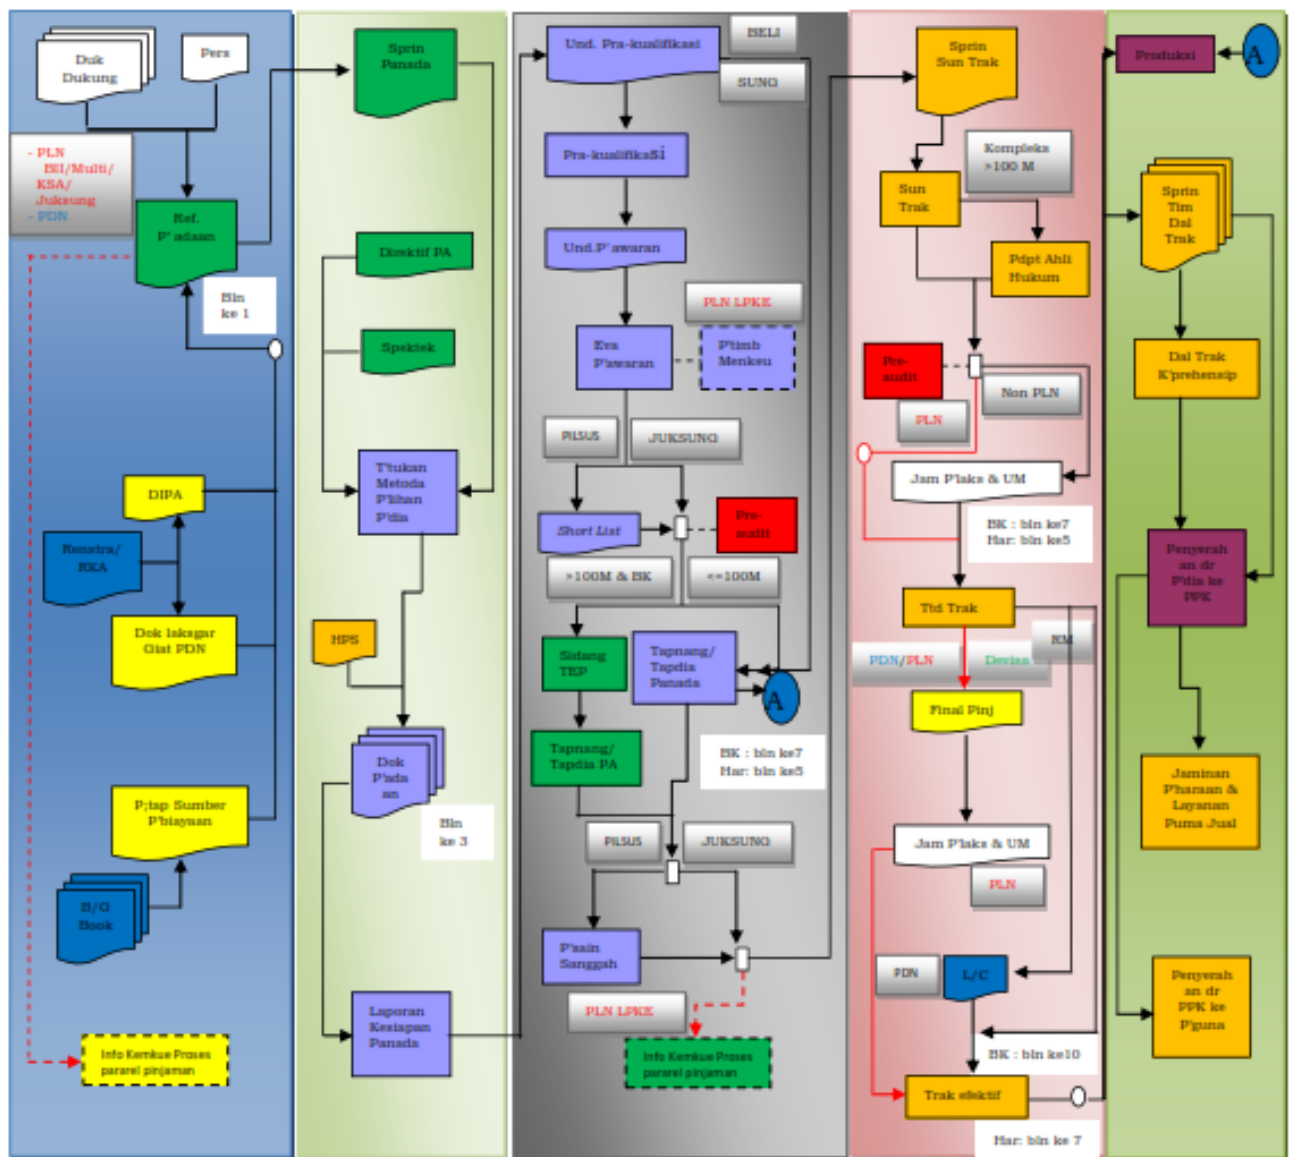 Duk
Dukung
Pers
- PLN
BII/Multi/
KSA/
Juksung
- PDN
Ref.
P' adaan
Bln
ke 1
DIPA
Renstra/
RKA
Dok laksgar
Giat PDN
P;tap Sumber
P'biayaan
B/G
Book
Info Kemkue Proses
pararel pinjaman
Sprin
Panada
Direktif PA
Spektek
T'tukan
Metoda
P'lihan
P'dia
HPS
Dok
P'ada
an
Bln
ke 3
Laporan
Kesiapan
Panada
Und. Pra-kualifikasi
BELI
SUNG
Pra-kualifikasi
Und.P' awaran
PLN LPKE
Eva
P'awaran
P'timb
Menkeu
PILSUS
JUKSUNG
Short List
Pre-
audit
>100M & BK
<=100M
Sidang
TEP
Tapnang/
Tapdia
Panada
A
Tapnang/
Tapdia PA
BK : bln ke7
Har: bln ke5
PILSUS
JUKSUNG
P'sain
Sanggah
PLN LPKE
Info Kemkue Proses
pararel pinjaman
Sprin
Sun Trak
Kompleks
>100 M
Sun
Trak
Pdpt Ahli
Hukum
Pre-
audit
Non PLN
PLN
Jam P'laks & UM
BK : bln ke7
Har: bln ke5
Ttd Trak
RM
PDN/PLN
Devisa
Final Pinj
Jam P'laks & UM
PLN
PDN
L/C
BK : bln ke10
Trak efektif
Har: bln ke 7
Produksi
A
Sprin
Tim
Dal
Trak
Dal Trak
K'prehensip
Penyerah
an dr
P'dia ke
PPK
Jaminan
P'haraan &
Layanan
Purna Jual
Penyerah
an dr
PPK ke
P'guna